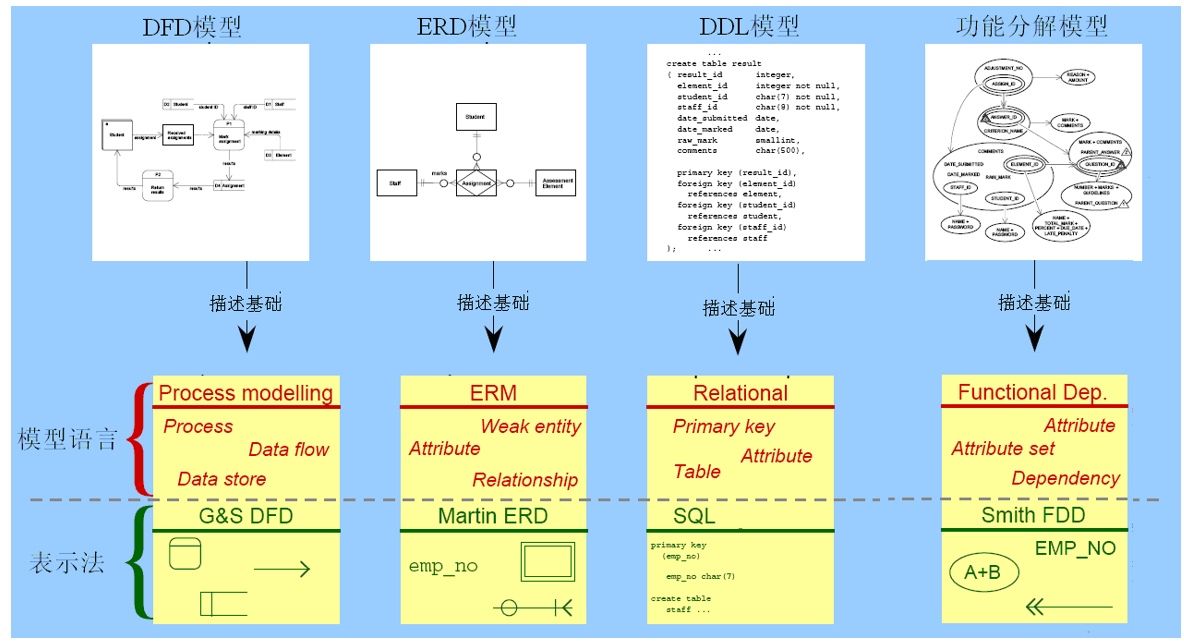 DFD模型
ERD模型
DDL模型
功能分解模型
D2 Student
student ID
staff ID
D1 Staff
Student
assignment
Received
assignments
P1
Mark
assignment
marking details
D3 Element
results
P2
Return
results
results
results
D4 Assignment
Student
Staff
marks
Assignment
Assessment
Element
...
create table result
( result_id integer,
element_id integer not null,
student_id char(7) not null,
staff_id char(8) not null,
date_submitted date,
date_marked date,
raw_mark smallint,
comments char(500),
primary key (result_id),
foreign key (element_id)
references element,
foreign key (student_id)
references student,
foreign key (staff_id)
references staff
); ...
ADJUSTMENT_NO
ASSIGN_ID
REASON +
AMOUNT
ANSWER_ID
CRITERION_NAME
MARK +
COMMENTS
MARK + COMMENTS
PARENT_ANSWER
COMMENTS
DATE_SUBMITTED
ELEMENT_ID
QUESTION_ID
DATE_MARKED
RAW_MARK
STAFF_ID
STUDENT_ID
NUMBER + MARKS +
GUIDELIKES
PARENT_QUESTION
NAME +
PASSWORD
NAME +
PASSWORD
NAME +
TOTAL_MARK +
PERCENT + DUE_DATE +
LATE_PENALTY
描述基础
描述基础
描述基础
描述基础
模型语言
Process modelling
Process
Data flow
Data store
ERM
Weak entity
Attribute
Relationship
Relational
Primary key
Attribute
Table
Functional Dep.
Attribute
Attribute set
Dependency
表示法
G&S DFD
Martin ERD
emp_no
SQL
primary key
(emp_no)
emp_no char(7)
create table
staff ...
Smith FDD
EMP_NO
A+B